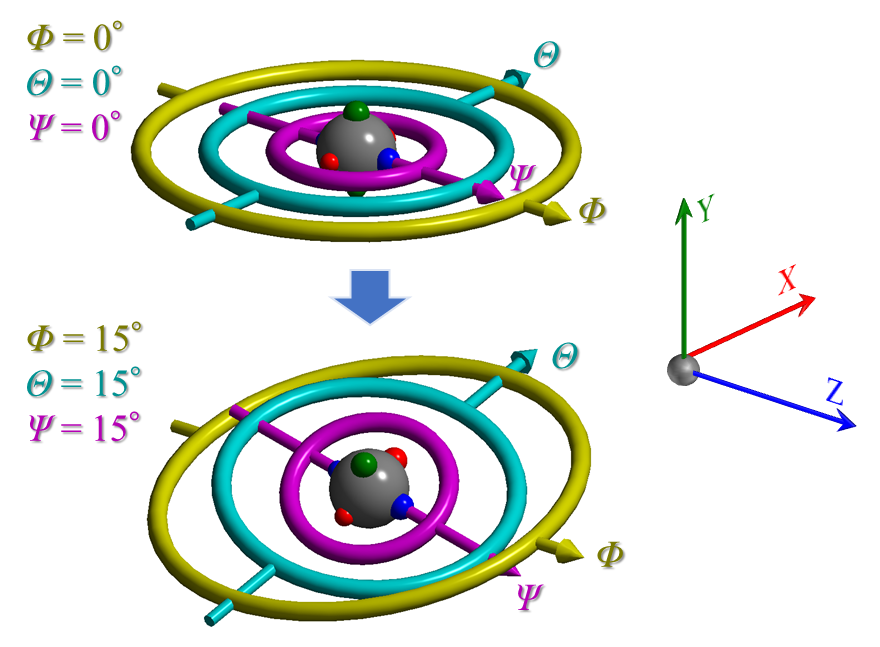 Φ = 0°
Θ = 0°
Ψ = 0°
Θ
Ψ
Φ
Y
X
Z
Φ = 15°
Θ = 15°
Ψ = 15°
Θ
Φ
Ψ